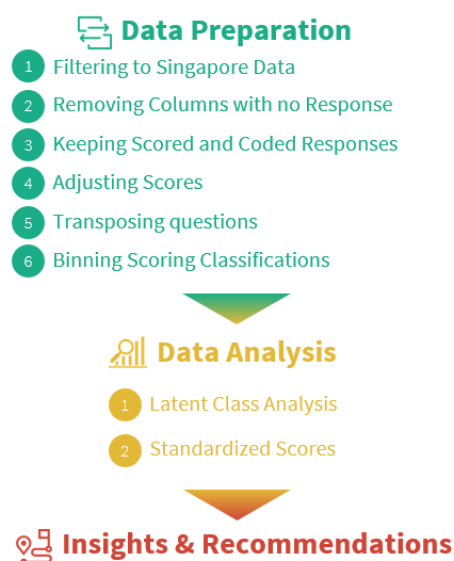 Data Preparation
1 Filtering to Singapore Data
2 Removing Columns with no Response
3 Keeping Scored and Coded Responses
4 Adjusting Scores
5 Transposing questions
6 Binning Scoring Classifications
Data Analysis
1 Latent Class Analysis
2 Standardized Scores
Insights & Recommendations